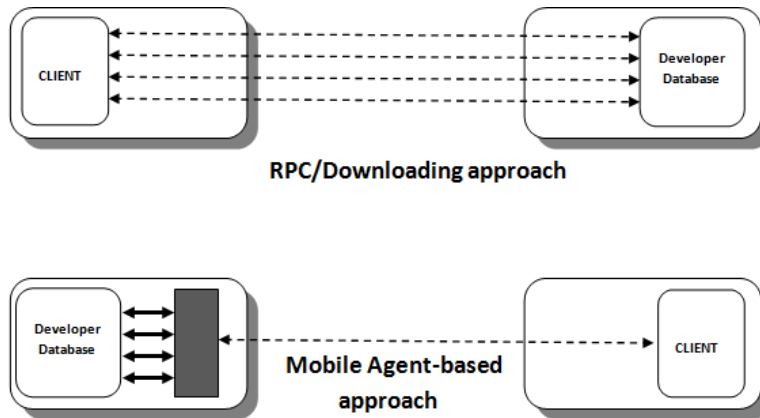 CLIENT
Developer
Database
RPC/Downloading approach
Developer
Database
Mobile Agent-based
approach
CLIENT